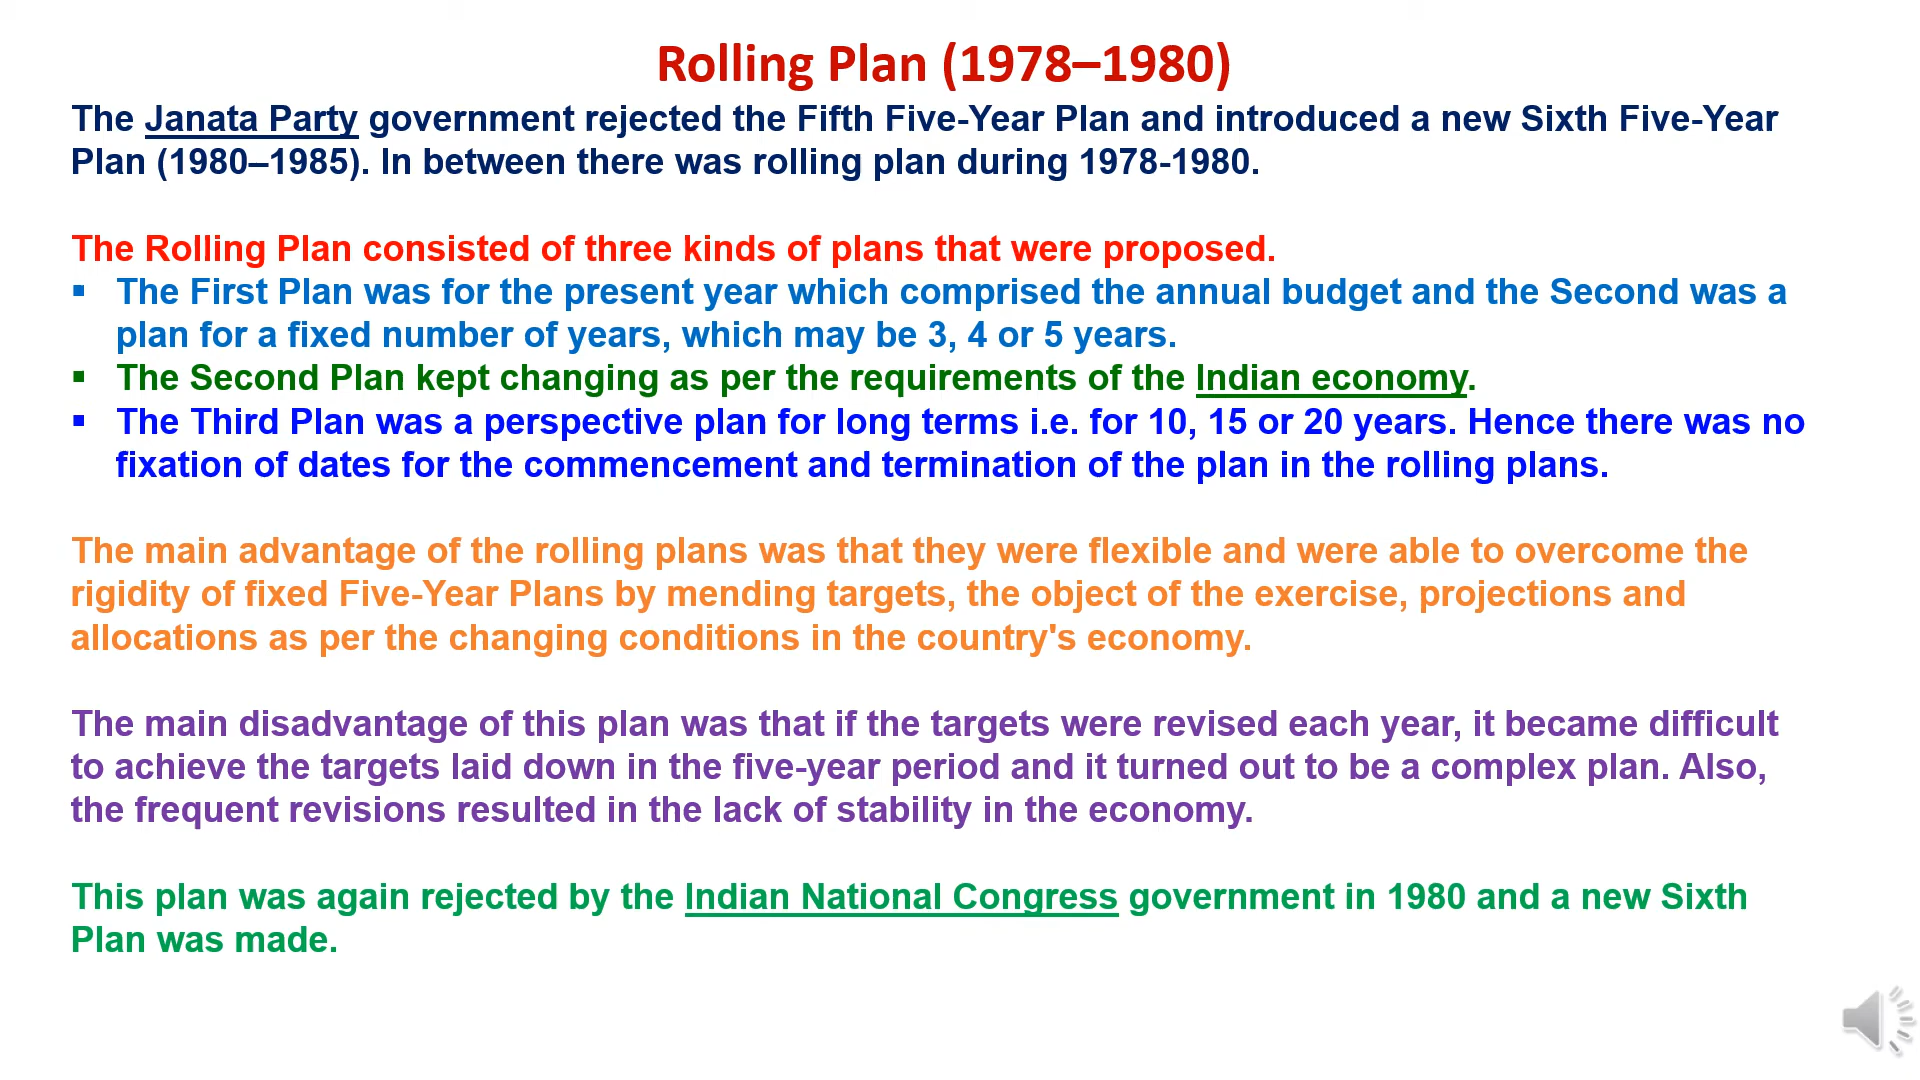 Rolling Plan (1978–1980)
The Janata Party government rejected the Fifth Five-Year Plan and introduced a new Sixth Five-Year
Plan (1980–1985). In between there was rolling plan during 1978-1980.
The Rolling Plan consisted of three kinds of plans that were proposed.
▪ The First Plan was for the present year which comprised the annual budget and the Second was a
plan for a fixed number of years, which may be 3, 4 or 5 years.
▪ The Second Plan kept changing as per the requirements of the Indian economy.
▪ The Third Plan was a perspective plan for long terms i.e. for 10, 15 or 20 years. Hence there was no
fixation of dates for the commencement and termination of the plan in the rolling plans.
The main advantage of the rolling plans was that they were flexible and were able to overcome the
rigidity of fixed Five-Year Plans by mending targets, the object of the exercise, projections and
allocations as per the changing conditions in the country's economy.
The main disadvantage of this plan was that if the targets were revised each year, it became difficult
to achieve the targets laid down in the five-year period and it turned out to be a complex plan. Also,
the frequent revisions resulted in the lack of stability in the economy.
This plan was again rejected by the Indian National Congress government in 1980 and a new Sixth
Plan was made.